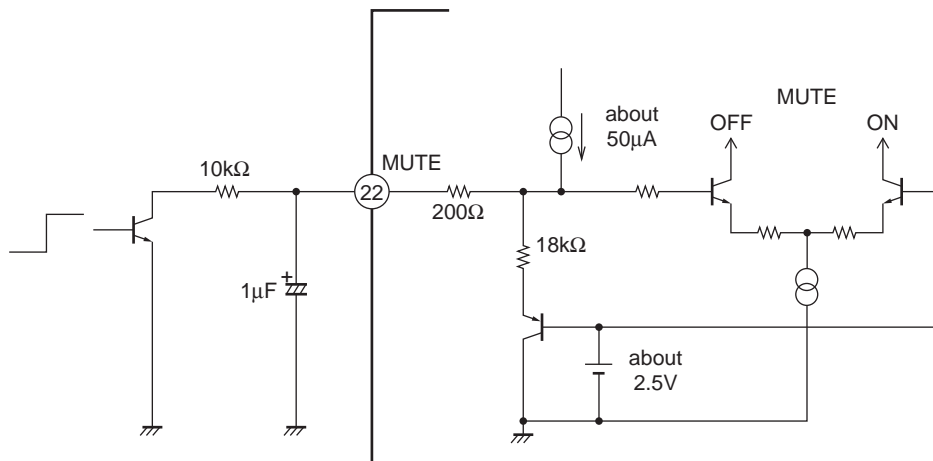 MUTE
OFF
ON
about
50μA
10kΩ
MUTE
22
200Ω
18kΩ
+
1μF
about
2.5V